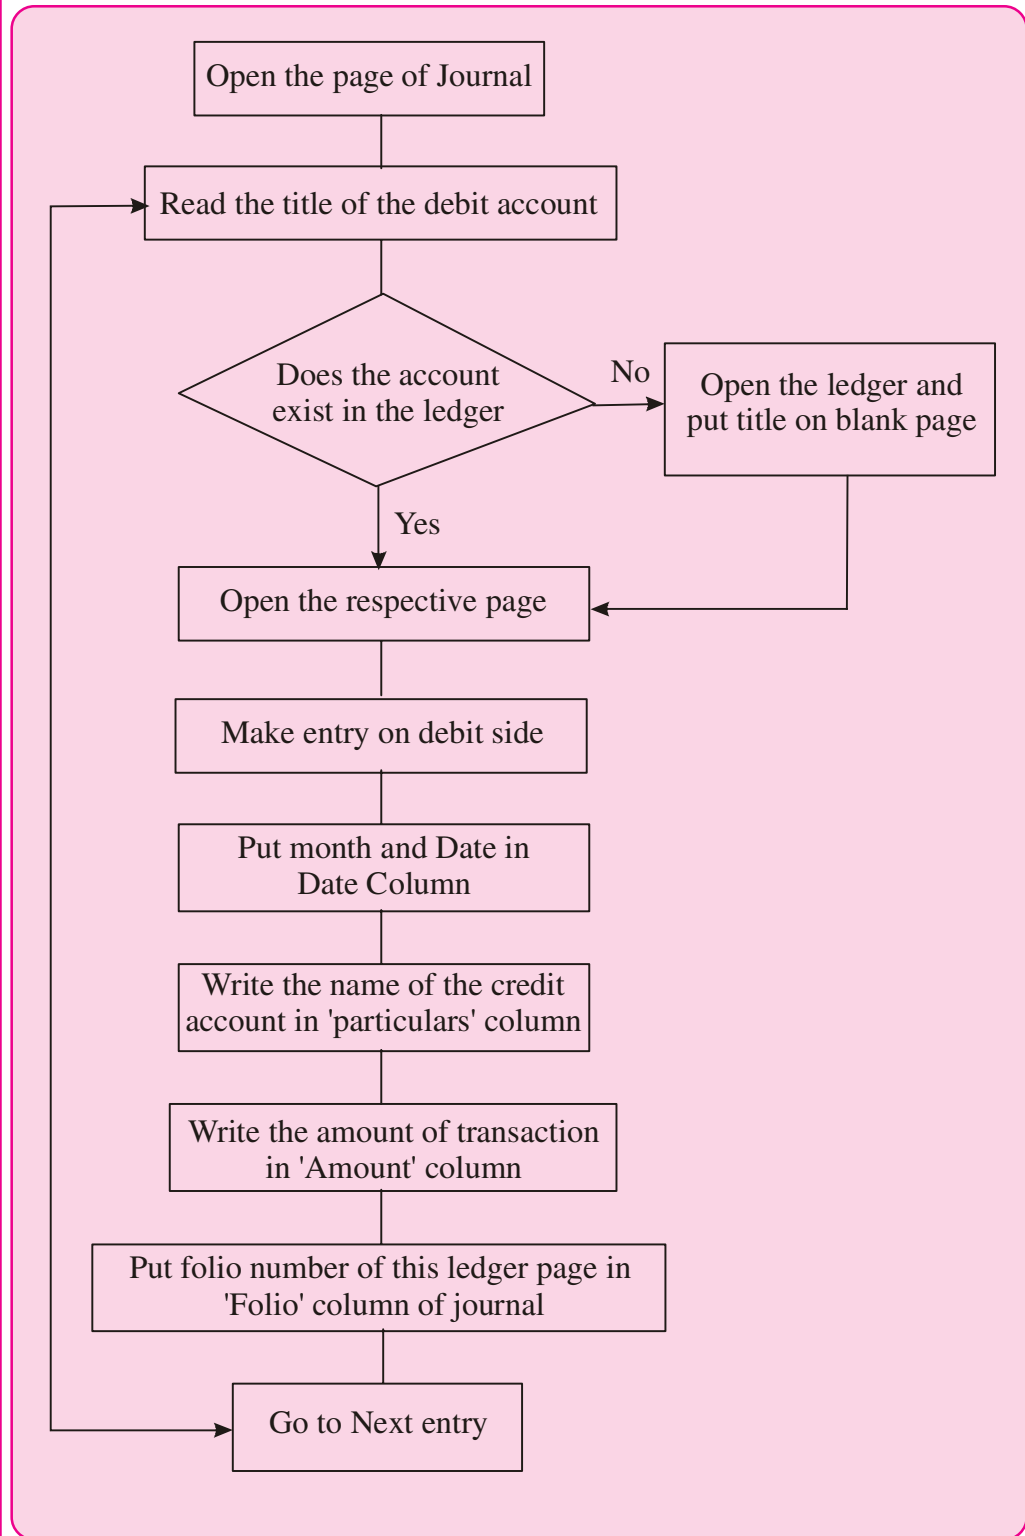 Open the page of Journal
Read the title of the debit account
Does the account
exist in the ledger
No
Open the ledger and
put title on blank page
Yes
Open the respective page
Make entry on debit side
Put month and Date in
Date Column
Write the name of the credit
account in 'particulars' column
Write the amount of transaction
in 'Amount' column
Put folio number of this ledger page in
'Folio' column of journal
Go to Next entry